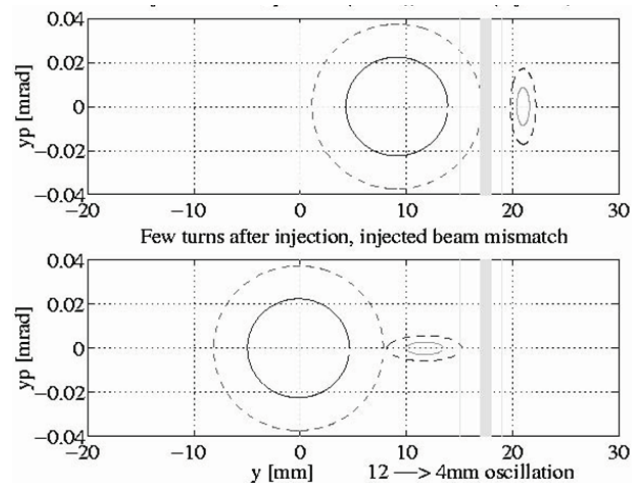 0.04
0.02
0
−0.02
−0.04
yp [mrad]
−20 −10 0 10 20 30
Few turns after injection, injected beam mismatch
0.04
0.02
0
−0.02
−0.04
yp [mrad]
−20 −10 0 10 20 30
y [mm] 12 —> 4mm oscillation